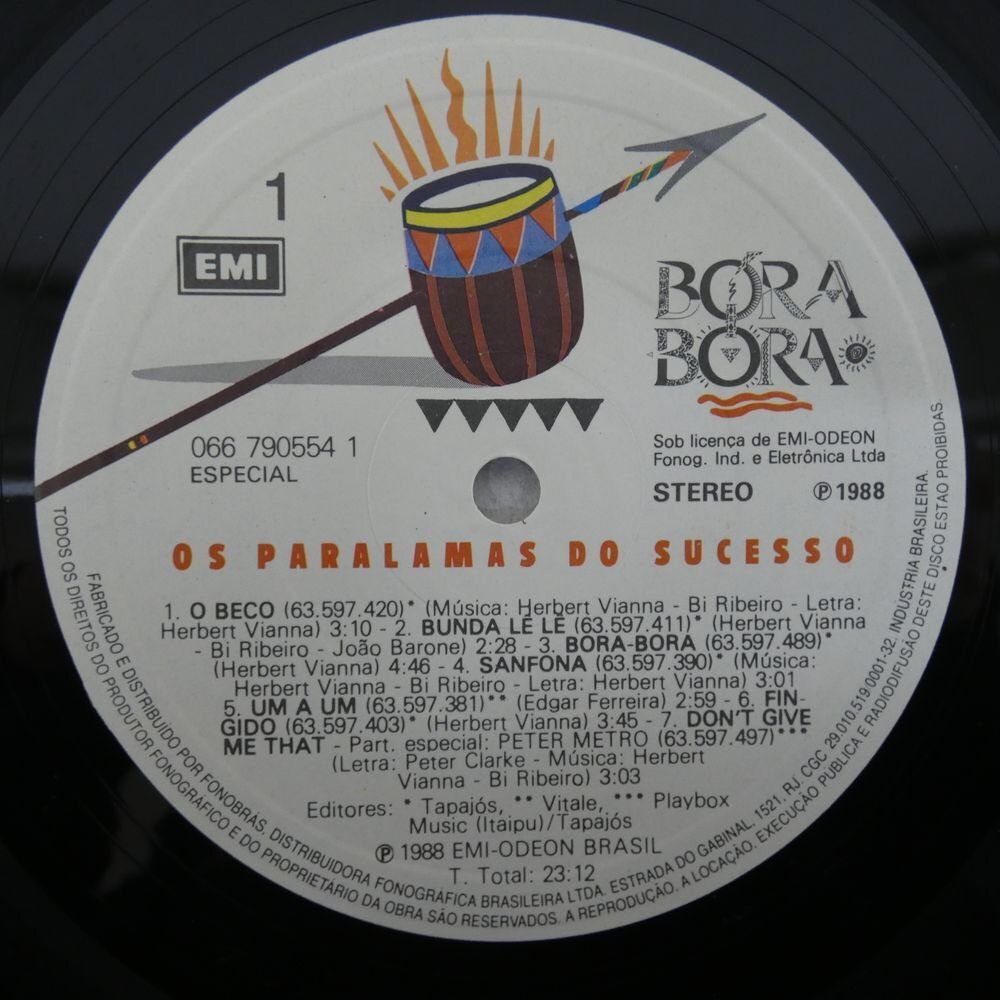 1
EMI
BORA
BORA
066 790554 1
ESPECIAL
Sob licença de EMI-ODEON
Fonog. Ind. e Eletrônica Ltda
STEREO ℗ 1988
OS PARALAMAS DO SUCESSO
1. O BECO (63.597.420)* (Música: Herbert Vianna - Bi Ribeiro - Letra:
Herbert Vianna) 3:10 - 2. BUNDA LÊ LÊ (63.597.411)* (Herbert Vianna
- Bi Ribeiro - João Barone) 2:28 - 3. BORA-BORA (63.597.489)*
(Herbert Vianna) 4:46 - 4. SANFONA (63.597.390)* (Música:
Herbert Vianna - Bi Ribeiro - Letra: Herbert Vianna) 3:01
5. UM A UM (63.597.381)** (Edgar Ferreira) 2:59 - 6. FIN-
GIDO (63.597.403)* (Herbert Vianna) 3:45 - 7. DON'T GIVE
ME THAT - Part. especial: PETER METRO (63.597.497)***
(Letra: Peter Clarke - Música: Herbert
Vianna - Bi Ribeiro) 3:03
Editores: * Tapajós, ** Vitale, *** Playbox
Music (Itaipu)/Tapajós
℗ 1988 EMI-ODEON BRASIL
T. Total: 23:12
FABRICADO E DISTRIBUÍDO POR FONOBRAS, DISTRIBUIDORA FONOGRÁFICA BRASILEIRA LTDA. ESTRADA DO GABINAL, 1521, RJ. CGC 29.010.519/0001-32. INDÚSTRIA BRASILEIRA.
TODOS OS DIREITOS DO PRODUTOR FONOGRÁFICO E DO PROPRIETÁRIO DA OBRA SÃO RESERVADOS. A REPRODUÇÃO, A LOCAÇÃO, EXECUÇÃO PÚBLICA E RADIODIFUSÃO DESTE DISCO ESTÃO PROIBIDAS.